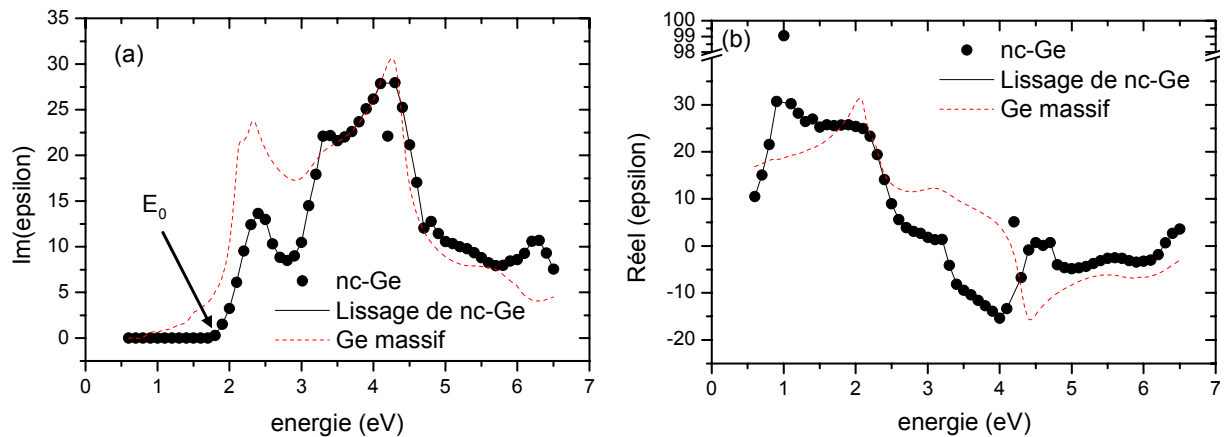 (a)
Im(epsilon)
35
30
25
20
15
10
5
0
E0
nc-Ge
Lissage de nc-Ge
Ge massif
0 1 2 3 4 5 6 7
energie (eV)
(b)
Réel (epsilon)
100
99
98
30
20
10
0
-10
-20
nc-Ge
Lissage de nc-Ge
Ge massif
0 1 2 3 4 5 6 7
energie (eV)